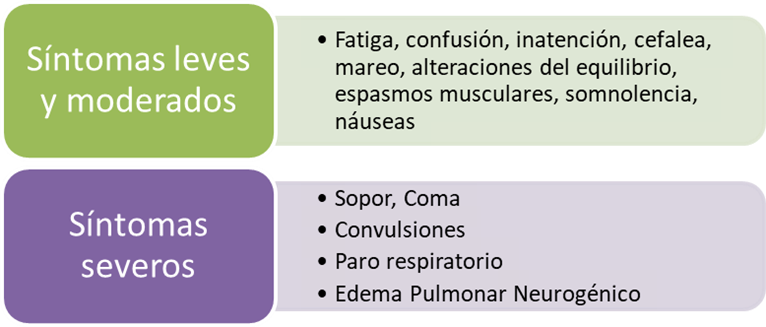 Síntomas leves
y moderados
• Fatiga, confusión, inatención, cefalea,
mareo, alteraciones del equilibrio,
espasmos musculares, somnolencia,
náuseas
Síntomas
severos
• Sopor, Coma
• Convulsiones
• Paro respiratorio
• Edema Pulmonar Neurogénico